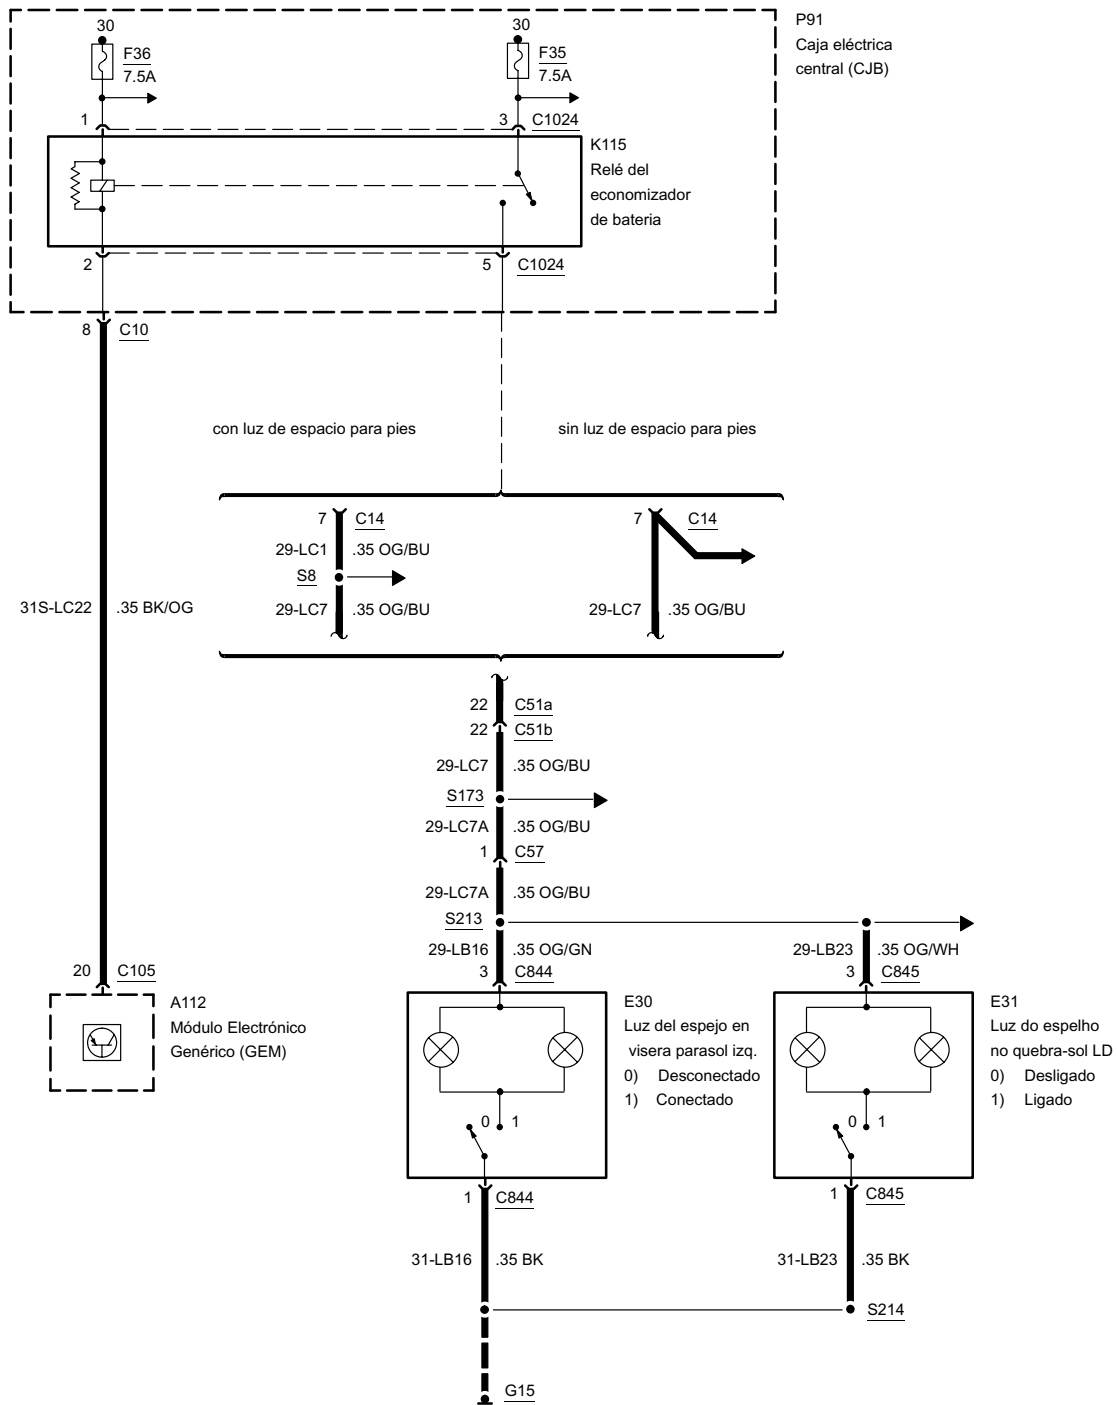 P91
Caja eléctrica
central (CJB)
30
F36
7.5A
30
F35
7.5A
1
3 C1024
K115
Relé del
economizador
de bateria
2
5 C1024
8 C10
con luz de espacio para pies
sin luz de espacio para pies
7 C14
29-LC1 .35 OG/BU
S8
29-LC7 .35 OG/BU
7 C14
29-LC7 .35 OG/BU
31S-LC22 .35 BK/OG
22 C51a
22 C51b
29-LC7 .35 OG/BU
S173
29-LC7A .35 OG/BU
1 C57
29-LC7A .35 OG/BU
S213
29-LB16 .35 OG/GN
3 C844
29-LB23 .35 OG/WH
3 C845
20 C105
A112
Módulo Electrónico
Genérico (GEM)
E30
Luz del espejo en
visera parasol izq.
0) Desconectado
1) Conectado
0 1
E31
Luz do espelho
no quebra-sol LD
0) Desligado
1) Ligado
0 1
1 C844
1 C845
31-LB16 .35 BK
31-LB23 .35 BK
S214
G15